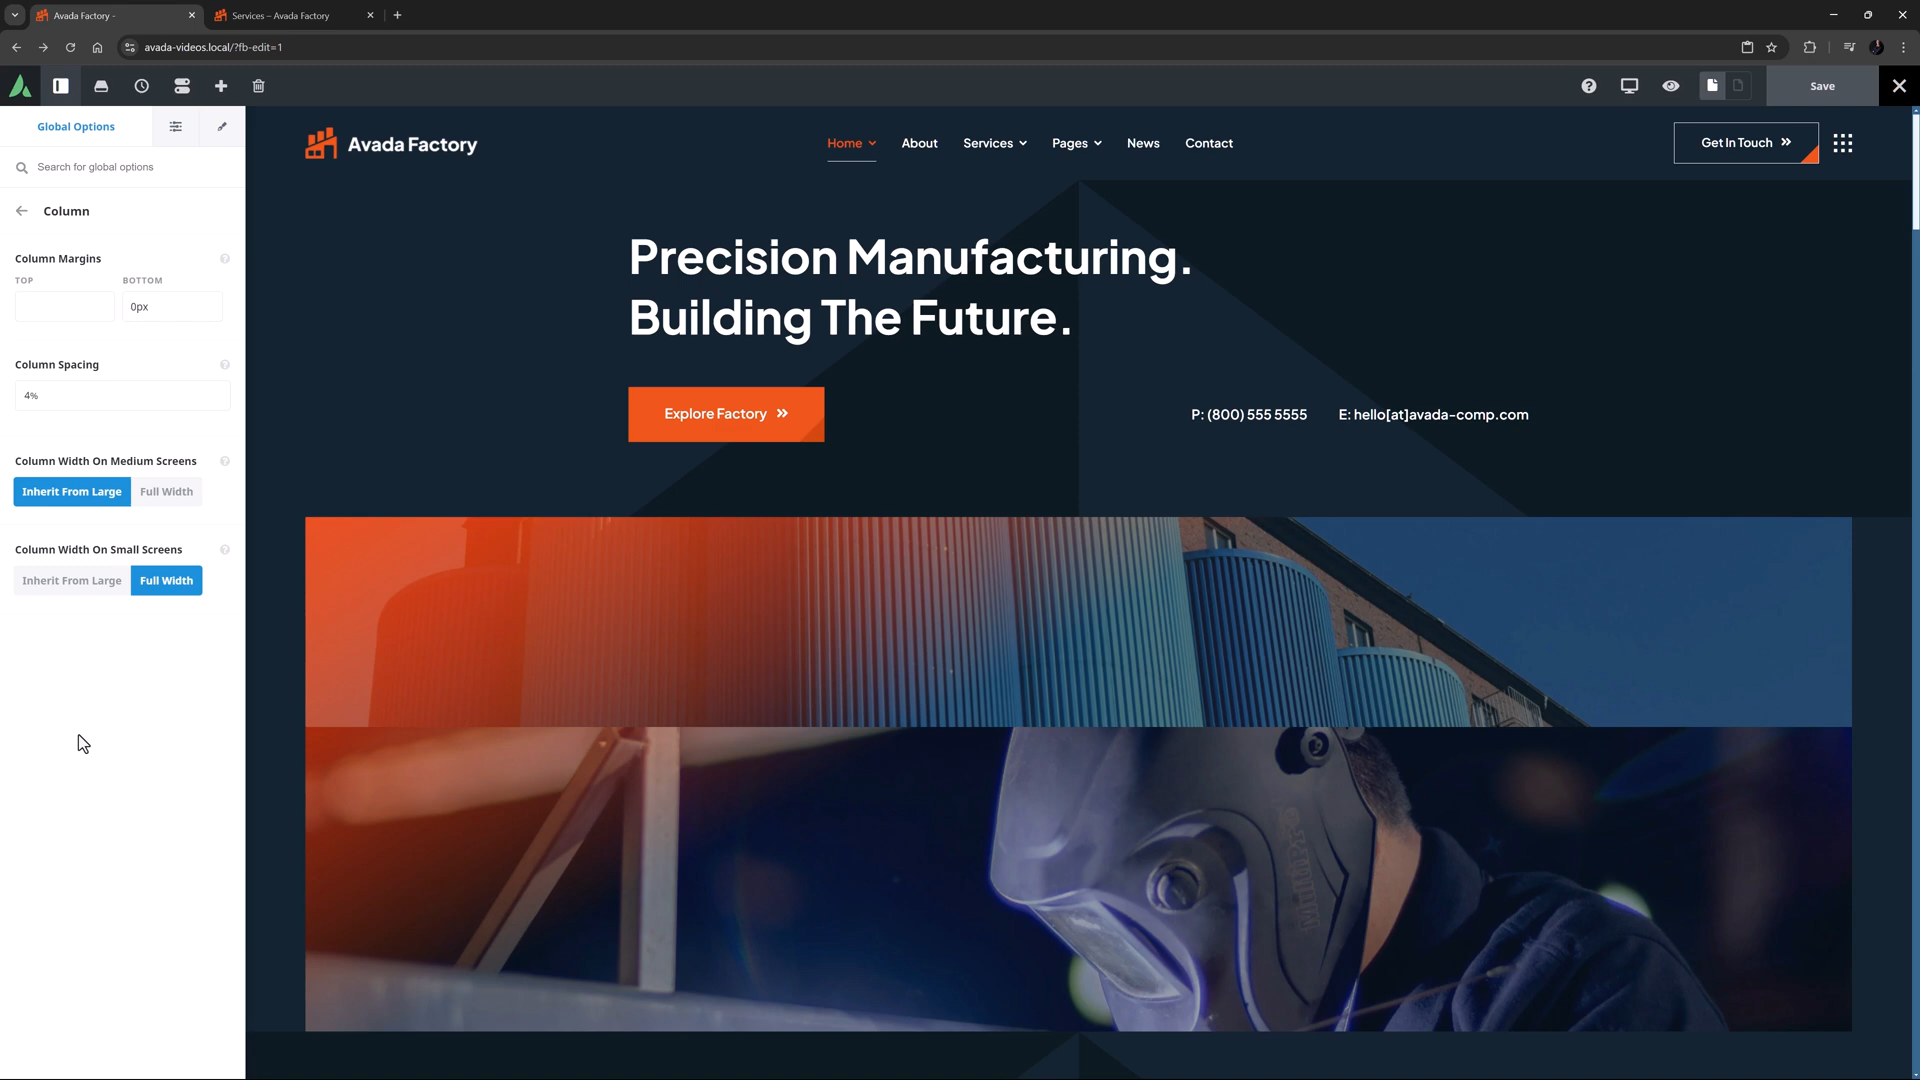 Avada Factory -
Services – Avada Factory
avada-videos.local/?fb-edit=1
Save
Global Options
Search for global options
Column
Column Margins
TOP
BOTTOM
0px
Column Spacing
4%
Column Width On Medium Screens
Inherit From Large
Full Width
Column Width On Small Screens
Inherit From Large
Full Width
Avada Factory
Home
About
Services
Pages
News
Contact
Get In Touch
Precision Manufacturing.
Building The Future.
Explore Factory
P: (800) 555 5555
E: hello[at]avada-comp.com